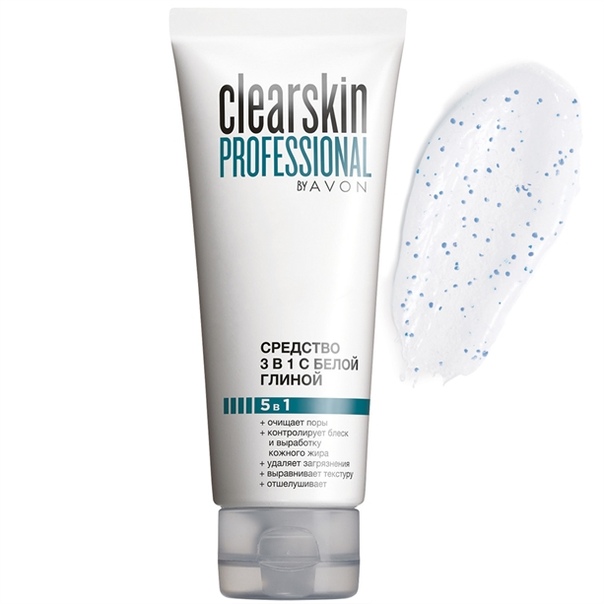 clearskin
PROFESSIONAL
BY AVON
СРЕДСТВО
3 В 1 С БЕЛОЙ
ГЛИНОЙ
5 в 1
+ очищает поры
+ контролирует блеск
и выработку
кожного жира
+ удаляет загрязнения
+ выравнивает текстуру
+ отшелушивает